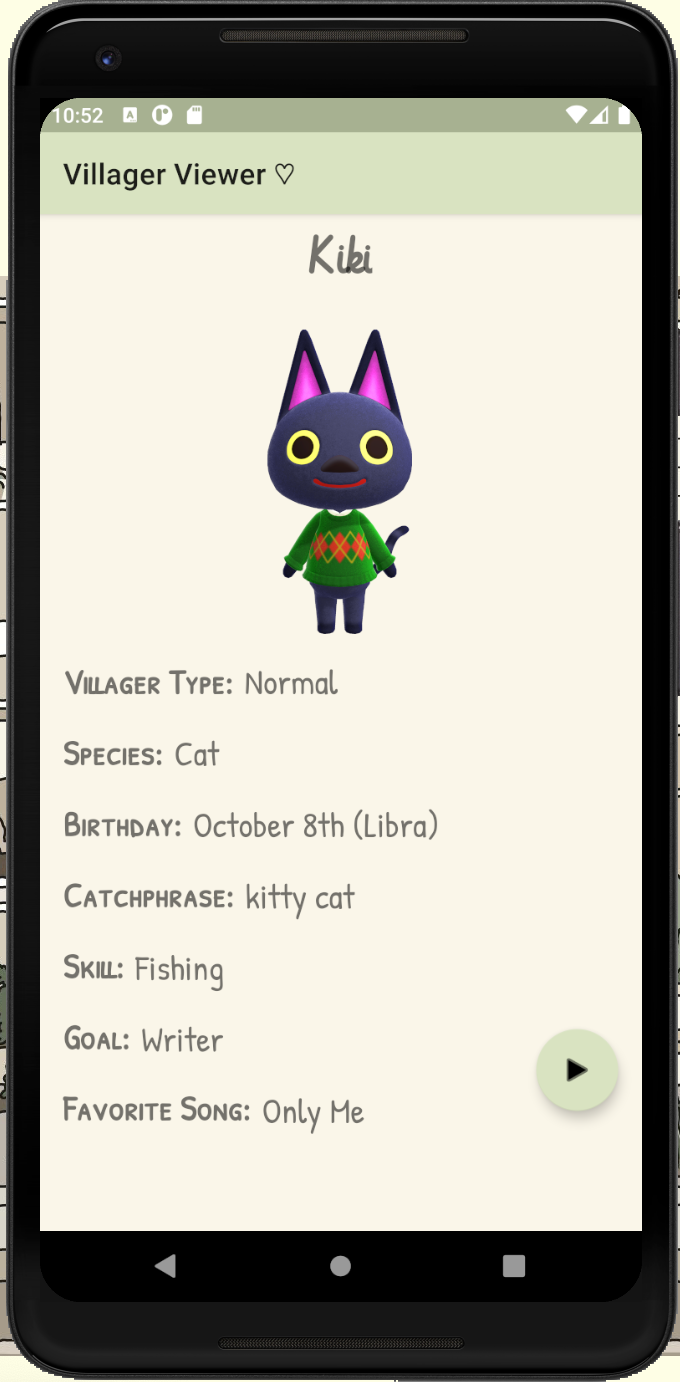 10:52
Villager Viewer ♡
Kiki
Villager Type: Normal
Species: Cat
Birthday: October 8th (Libra)
Catchphrase: kitty cat
Skill: Fishing
Goal: Writer
Favorite Song: Only Me